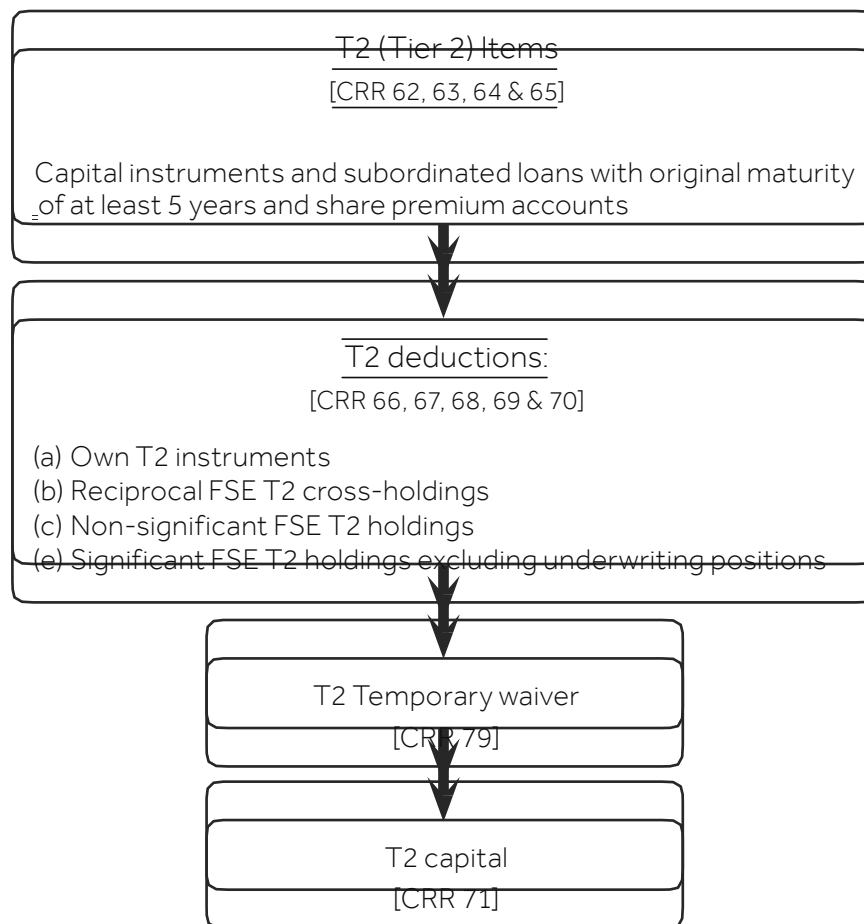 T2 (Tier 2) Items
[CRR 62, 63, 64 & 65]
Capital instruments and subordinated loans with original maturity
of at least 5 years and share premium accounts
T2 deductions:
[CRR 66, 67, 68, 69 & 70]
(a) Own T2 instruments
(b) Reciprocal FSE T2 cross-holdings
(c) Non-significant FSE T2 holdings
(e) Significant FSE T2 holdings excluding underwriting positions
T2 Temporary waiver
[CRR 79]
T2 capital
[CRR 71]